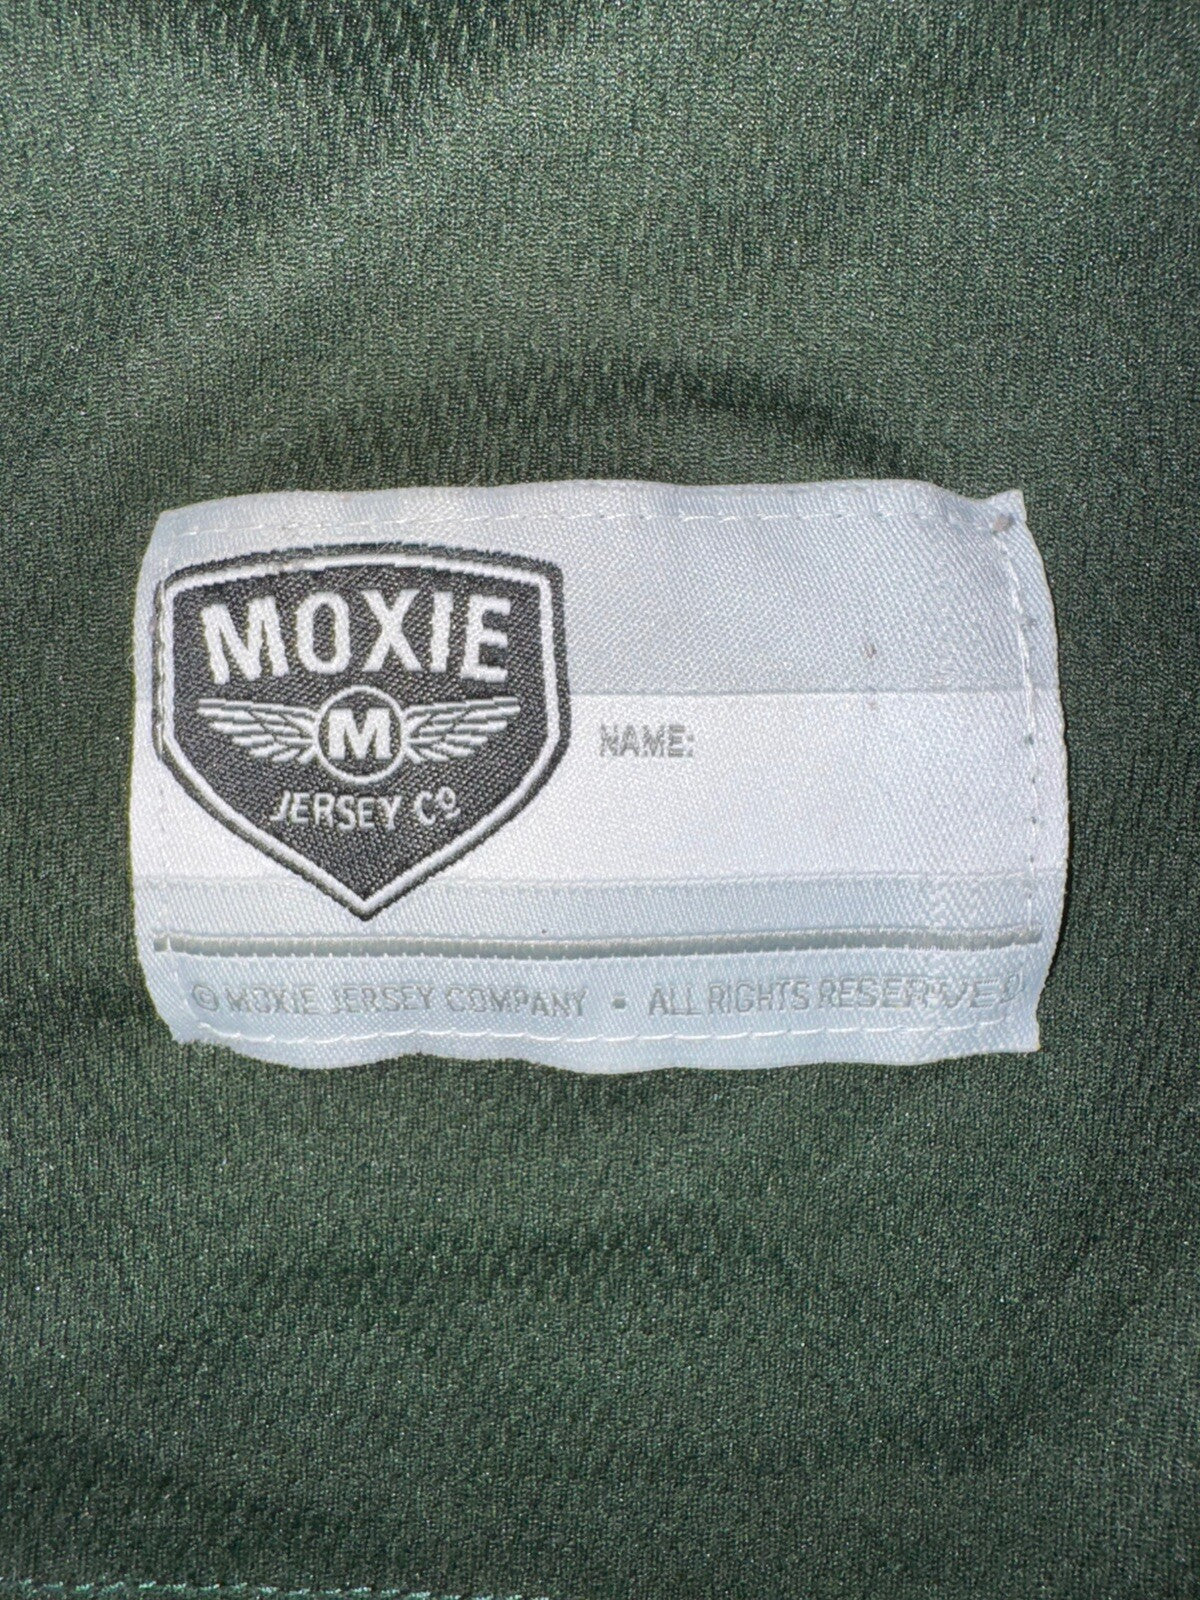 MOXIE
M
JERSEY Cº
NAME:
© MOXIE JERSEY COMPANY • ALL RIGHTS RESERVED